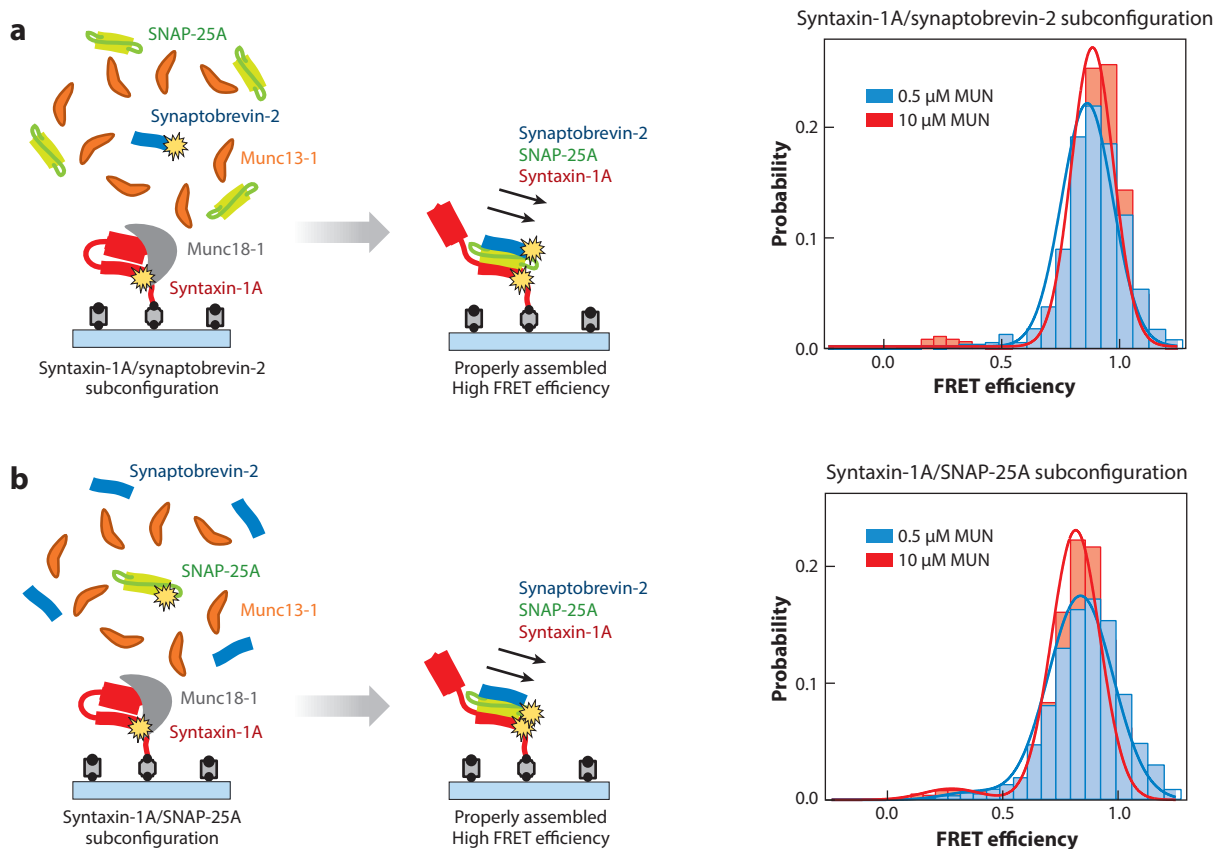 a
SNAP-25A
Synaptobrevin-2
Munc13-1
Munc18-1
Syntaxin-1A
Syntaxin-1A/synaptobrevin-2
subconfiguration
Synaptobrevin-2
SNAP-25A
Syntaxin-1A
Properly assembled
High FRET efficiency
Syntaxin-1A/synaptobrevin-2 subconfiguration
0.5 µM MUN
10 µM MUN
Probability
0.2
0.1
0.0
0.0
0.5
1.0
FRET efficiency
b
Synaptobrevin-2
SNAP-25A
Munc13-1
Munc18-1
Syntaxin-1A
Syntaxin-1A/SNAP-25A
subconfiguration
Synaptobrevin-2
SNAP-25A
Syntaxin-1A
Properly assembled
High FRET efficiency
Syntaxin-1A/SNAP-25A subconfiguration
0.5 µM MUN
10 µM MUN
Probability
0.2
0.1
0.0
0.0
0.5
1.0
FRET efficiency